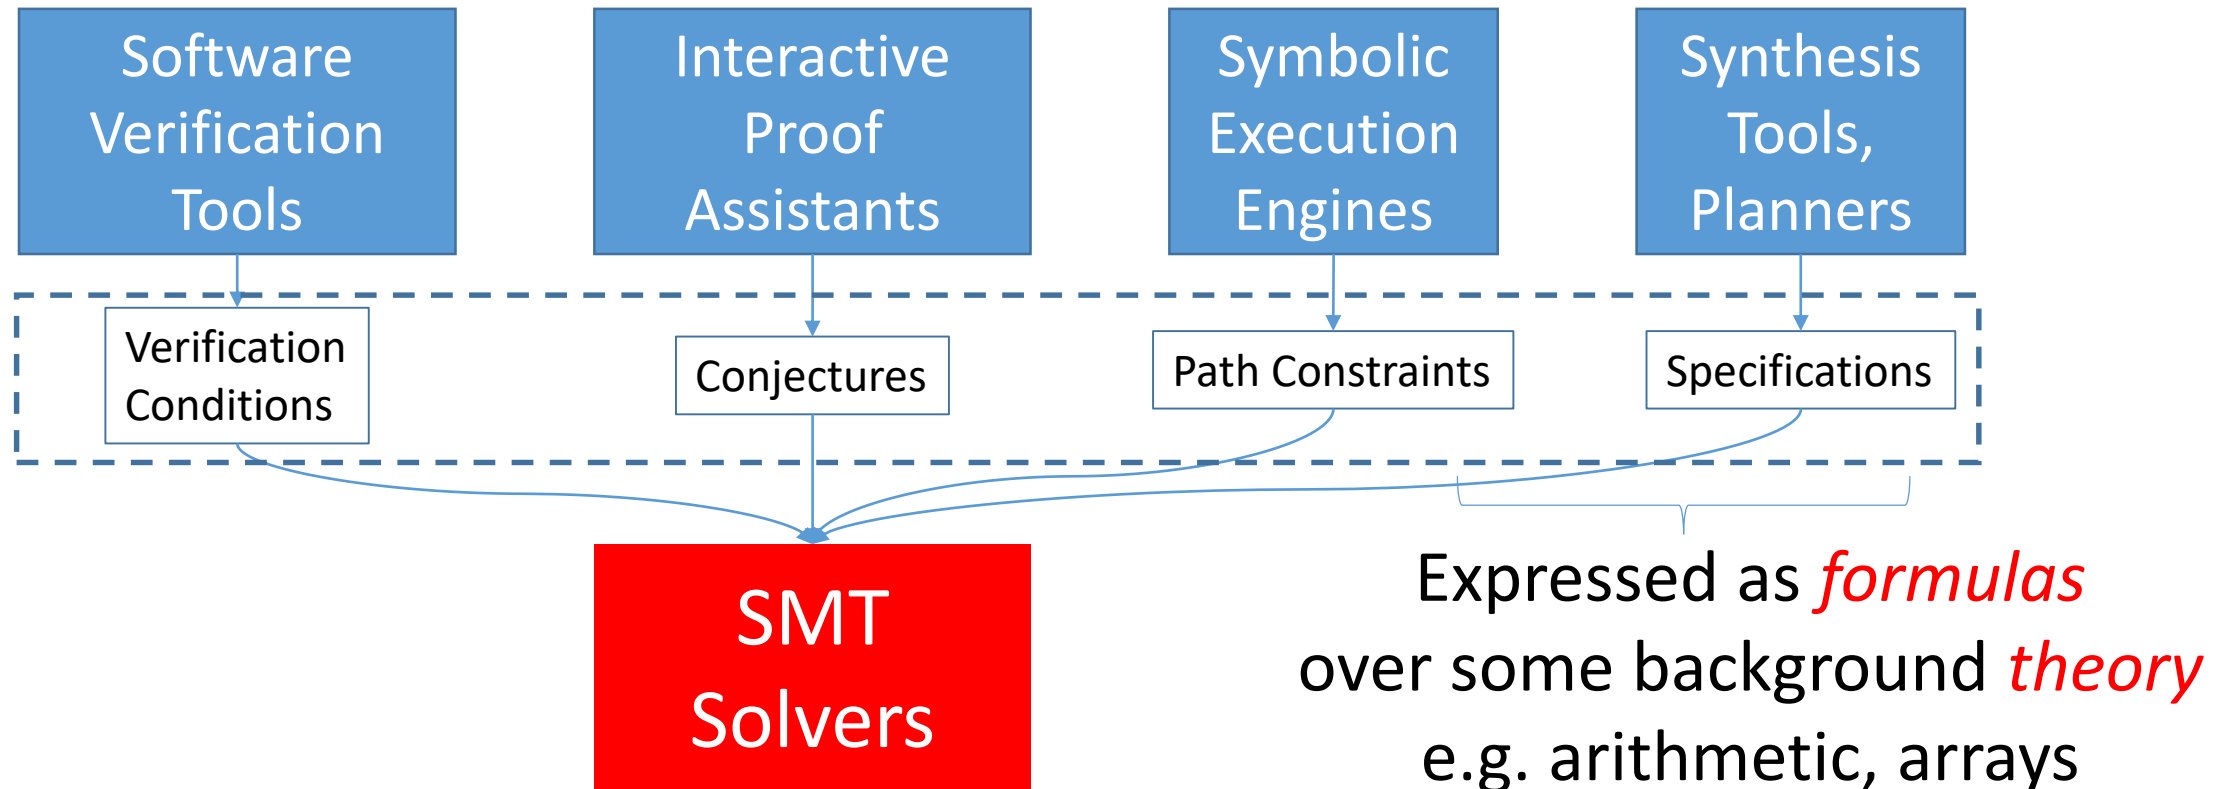 Software
Verification
Tools
Interactive
Proof
Assistants
Symbolic
Execution
Engines
Synthesis
Tools,
Planners
Verification
Conditions
Conjectures
Path Constraints
Specifications
SMT
Solvers
Expressed as formulas
over some background theory
e.g. arithmetic, arrays